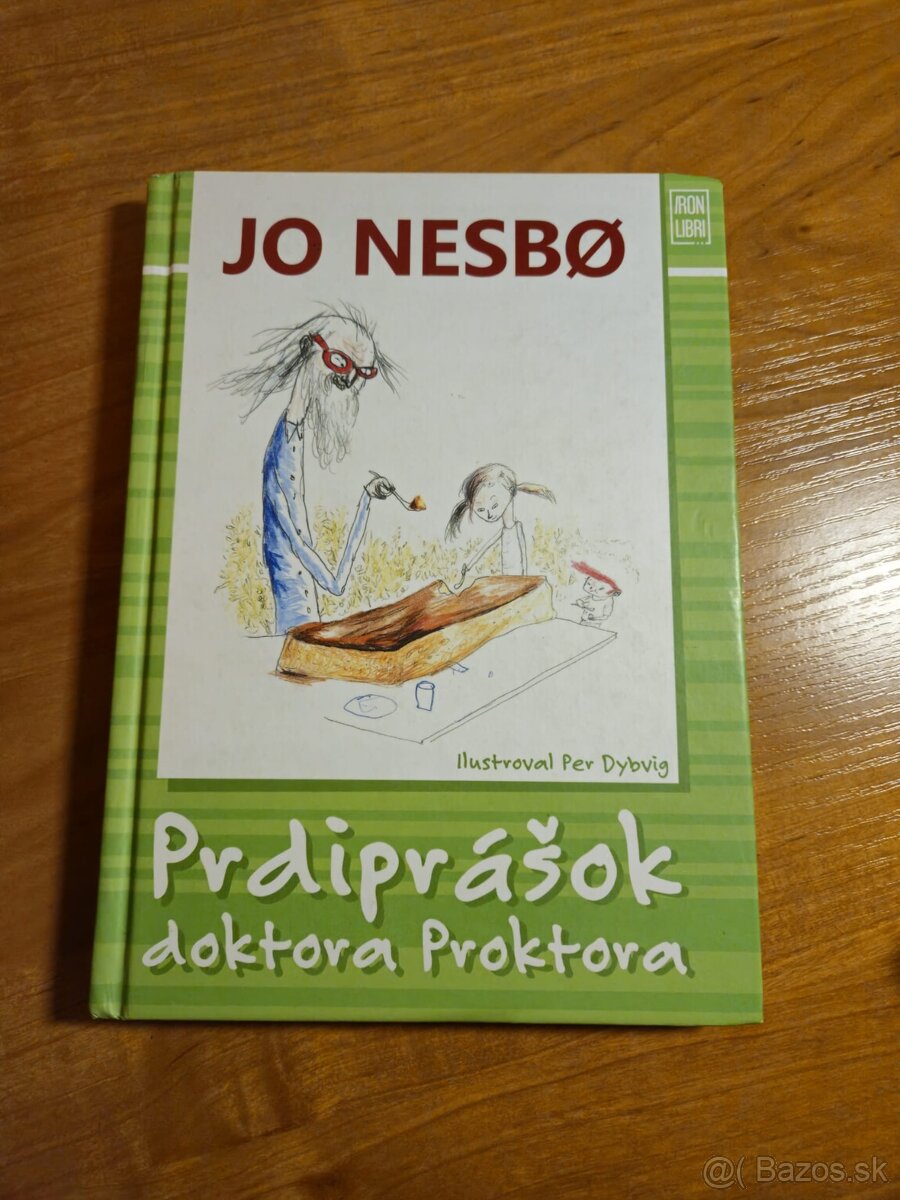 IRON
LIBRI
JO NESBØ
Ilustroval Per Dybvig
Prdiprášok
doktora Proktora
@( Bazos.sk